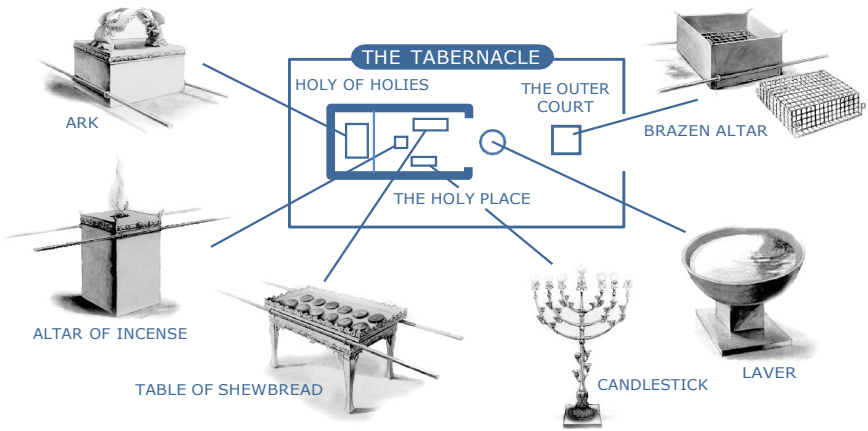 THE TABERNACLE
HOLY OF HOLIES
THE OUTER
COURT
ARK
BRAZEN ALTAR
THE HOLY PLACE
ALTAR OF INCENSE
TABLE OF SHEWBREAD
CANDLESTICK
LAVER